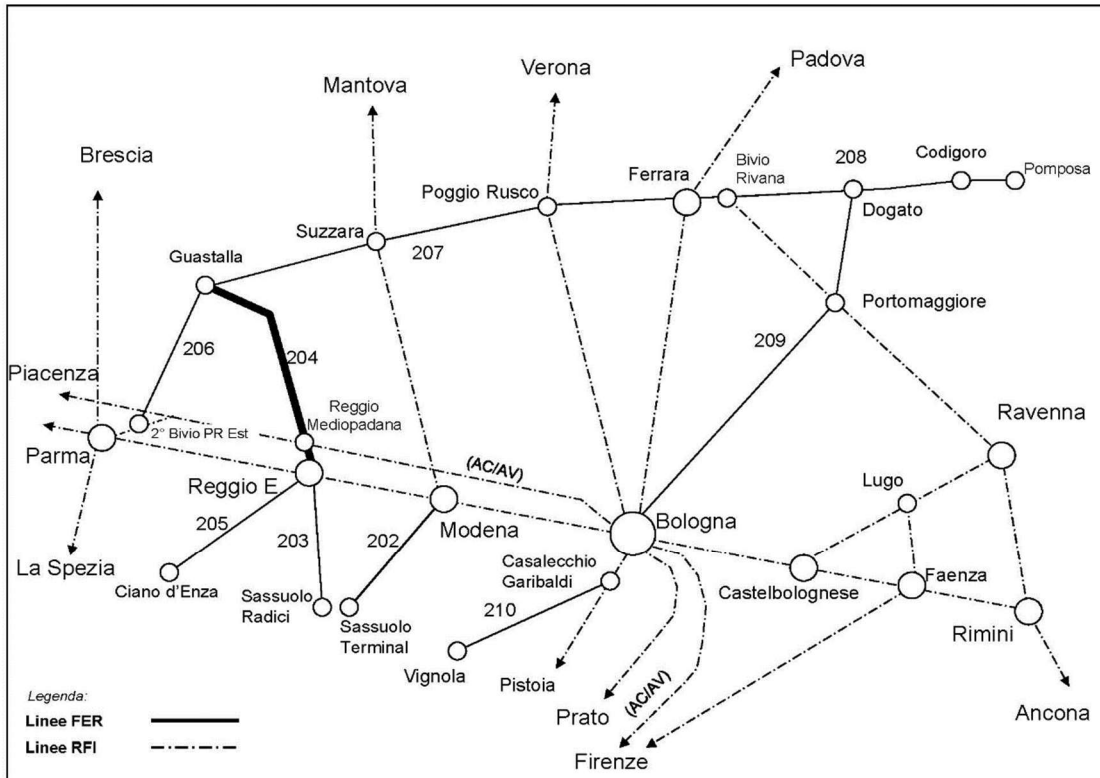 Padova
Verona
Mantova
Brescia
208
Codigoro
Pomposa
Bivio
Rivana
Ferrara
Poggio Rusco
Dogato
Suzzara
207
Guastalla
Portomaggiore
209
206
204
Piacenza
Reggio
Mediopadana
2° Bivio PR Est
Parma
Ravenna
(AC/AV)
Reggio E
Lugo
Modena
Bologna
205
203
202
La Spezia
Ciano d'Enza
Casalecchio
Garibaldi
Castelbolognese
Faenza
Sassuolo
Radici
Sassuolo
Terminal
210
Rimini
Vignola
Pistoia
(AC/AV)
Prato
Ancona
Firenze
Legenda:
Linee FER
Linee RFI